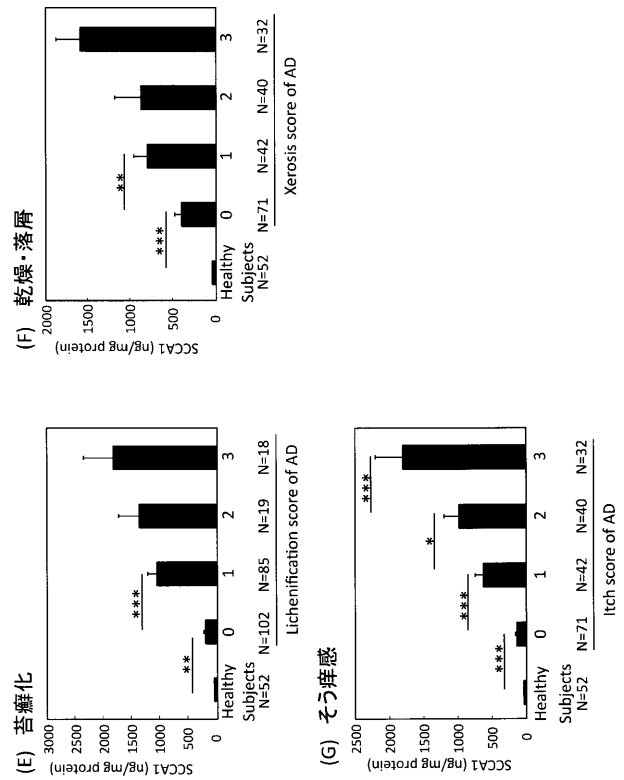 (E) 苔癬化
SCCA1 (ng/mg protein)
3000
2500
2000
1500
1000
500
0
**
***
Healthy Subjects 0 1 2 3
N=52 N=102 N=85 N=19 N=18
Lichenification score of AD
(F) 乾燥・落屑
SCCA1 (ng/mg protein)
2000
1500
1000
500
0
***
**
Healthy Subjects 0 1 2 3
N=52 N=71 N=42 N=40 N=32
Xerosis score of AD
(G) そう痒感
SCCA1 (ng/mg protein)
2500
2000
1500
1000
500
0
***
***
*
***
Healthy Subjects 0 1 2 3
N=52 N=71 N=42 N=40 N=32
Itch score of AD